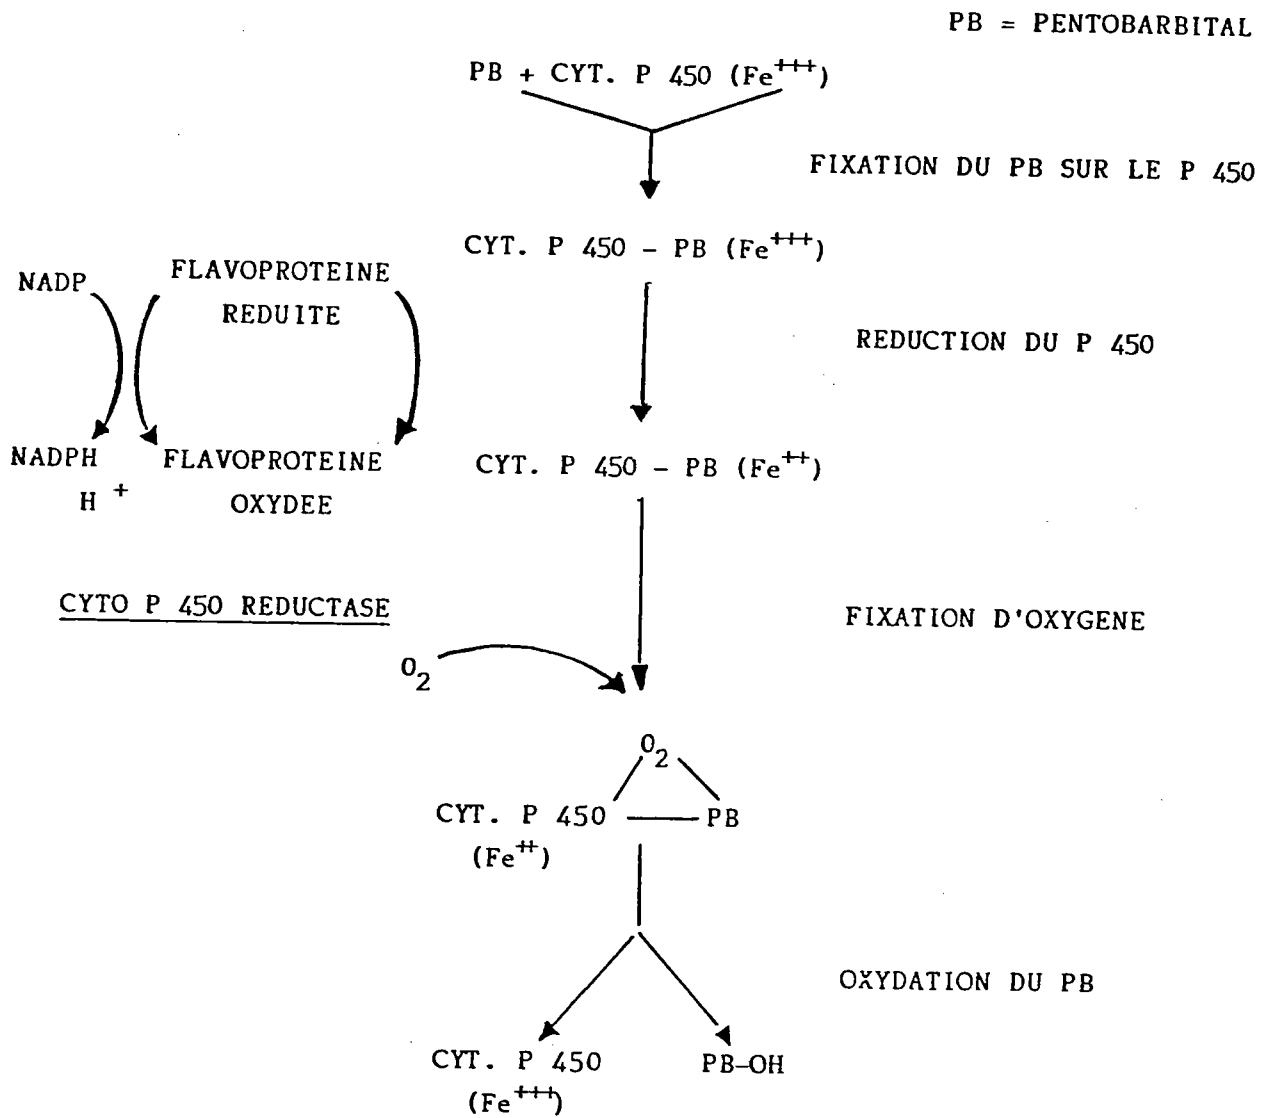 PB = PENTOBARBITAL
PB + CYT. P 450 (Fe+++)
FIXATION DU PB SUR LE P 450
CYT. P 450 – PB (Fe+++)
NADP
FLAVOPROTEINE
REDUITE
REDUCTION DU P 450
NADPH
H +
FLAVOPROTEINE
OXYDEE
CYT. P 450 – PB (Fe++)
CYTO P 450 REDUCTASE
FIXATION D'OXYGENE
O2
O2
CYT. P 450
PB
(Fe++)
OXYDATION DU PB
CYT. P 450
(Fe+++)
PB-OH